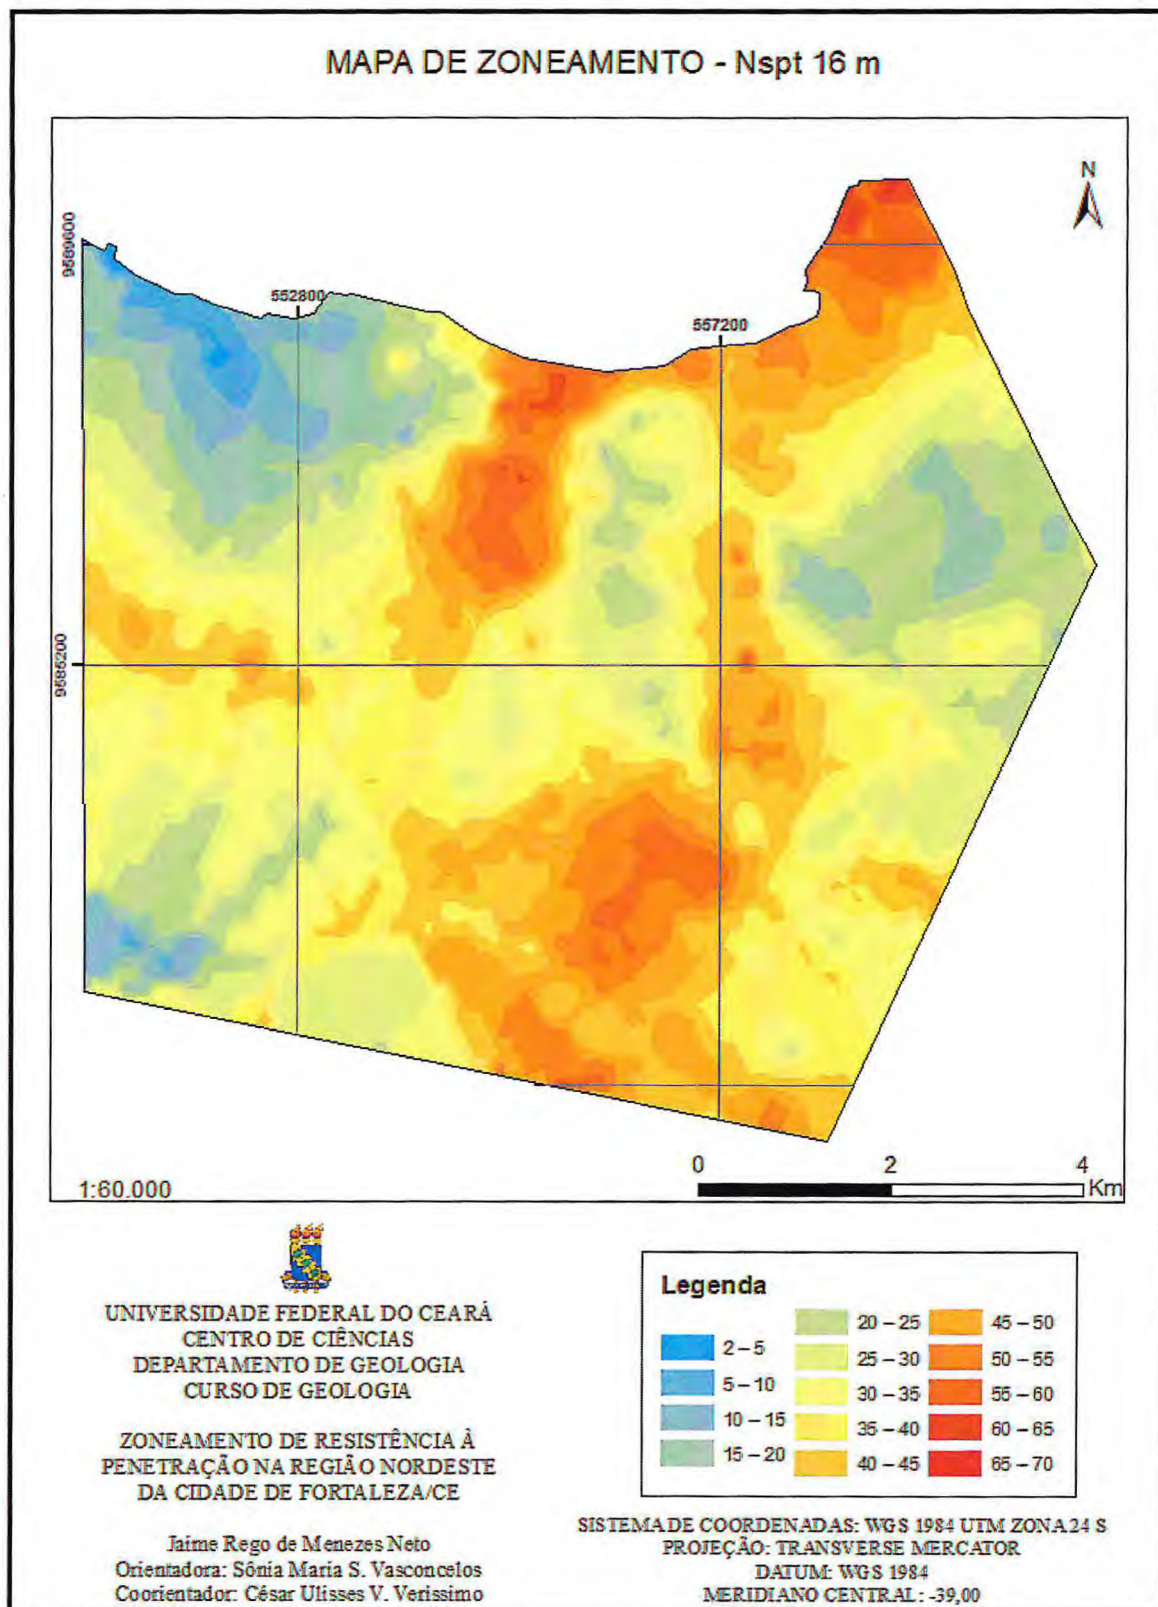 MAPA DE ZONEAMENTO - Nspt 16 m
N
9589600
552800
557200
9585200
0 2 4
Km
1:60.000
UNIVERSIDADE FEDERAL DO CEARÁ
CENTRO DE CIÊNCIAS
DEPARTAMENTO DE GEOLOGIA
CURSO DE GEOLOGIA
ZONEAMENTO DE RESISTÊNCIA À
PENETRAÇÃO NA REGIÃO NORDESTE
DA CIDADE DE FORTALEZA/CE
Jaime Rego de Menezes Neto
Orientadora: Sônia Maria S. Vasconcelos
Coorientador: César Ulisses V. Veríssimo
Legenda
2 – 5
5 – 10
10 – 15
15 – 20
20 – 25
25 – 30
30 – 35
35 – 40
40 – 45
45 – 50
50 – 55
55 – 60
60 – 65
65 – 70
SISTEMA DE COORDENADAS: WGS 1984 UTM ZONA 24 S
PROJEÇÃO: TRANSVERSE MERCATOR
DATUM: WGS 1984
MERIDIANO CENTRAL: -39,00